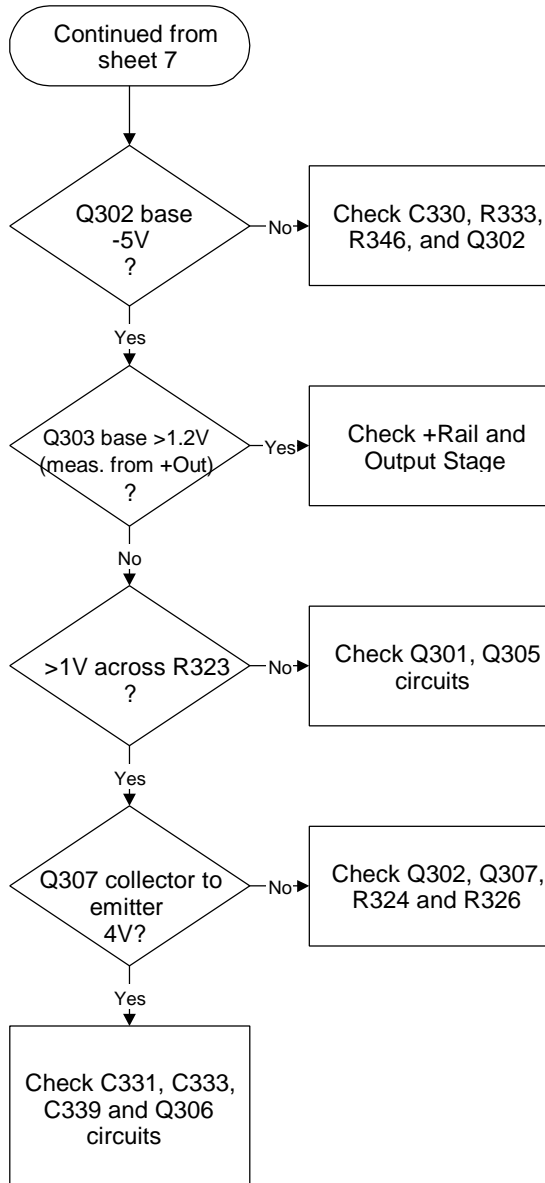 Continued from
sheet 7
Q302 base
-5V
?
No
Check C330, R333,
R346, and Q302
Yes
Q303 base >1.2V
(meas. from +Out)
?
Yes
Check +Rail and
Output Stage
No
>1V across R323
?
No
Check Q301, Q305
circuits
Yes
Q307 collector to
emitter
4V?
No
Check Q302, Q307,
R324 and R326
Yes
Check C331, C333,
C339 and Q306
circuits